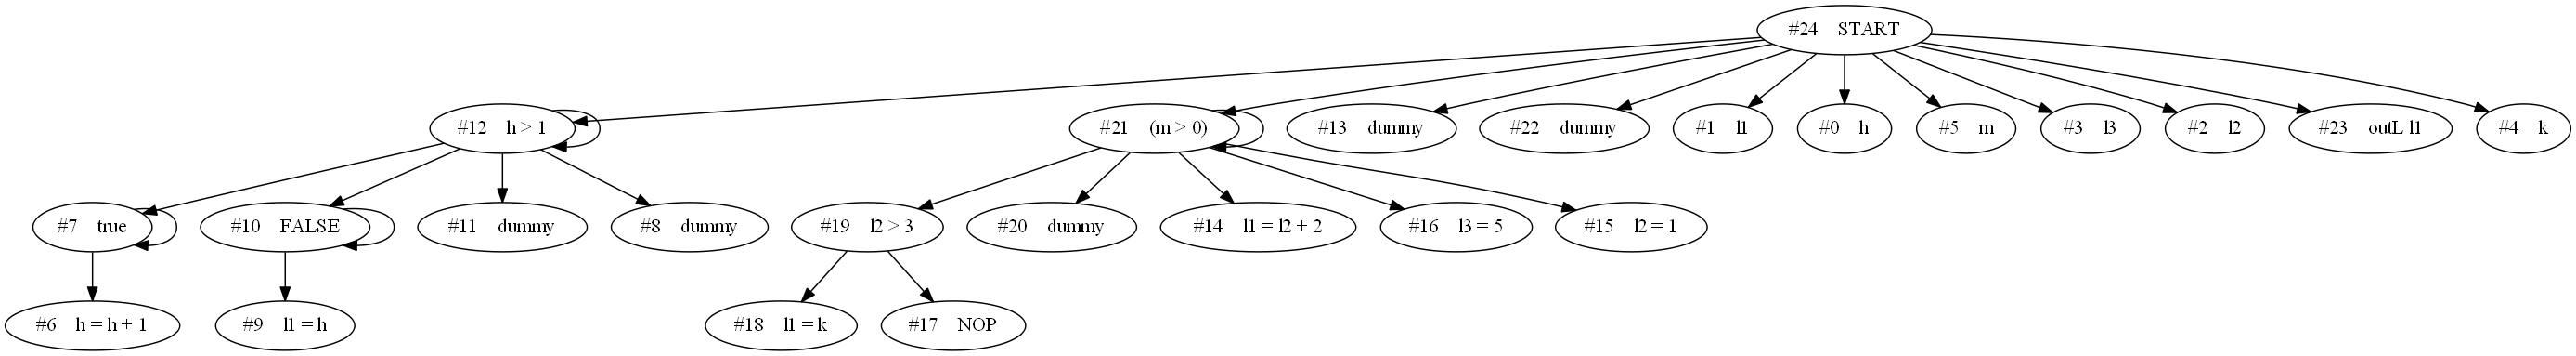 #24 START
#12 h > 1
#21 (m > 0)
#13 dummy
#22 dummy
#1 l1
#0 h
#5 m
#3 l3
#2 l2
#23 outL l1
#4 k
#7 true
#10 FALSE
#11 dummy
#8 dummy
#19 l2 > 3
#20 dummy
#14 l1 = l2 + 2
#16 l3 = 5
#15 l2 = 1
#6 h = h + 1
#9 l1 = h
#18 l1 = k
#17 NOP